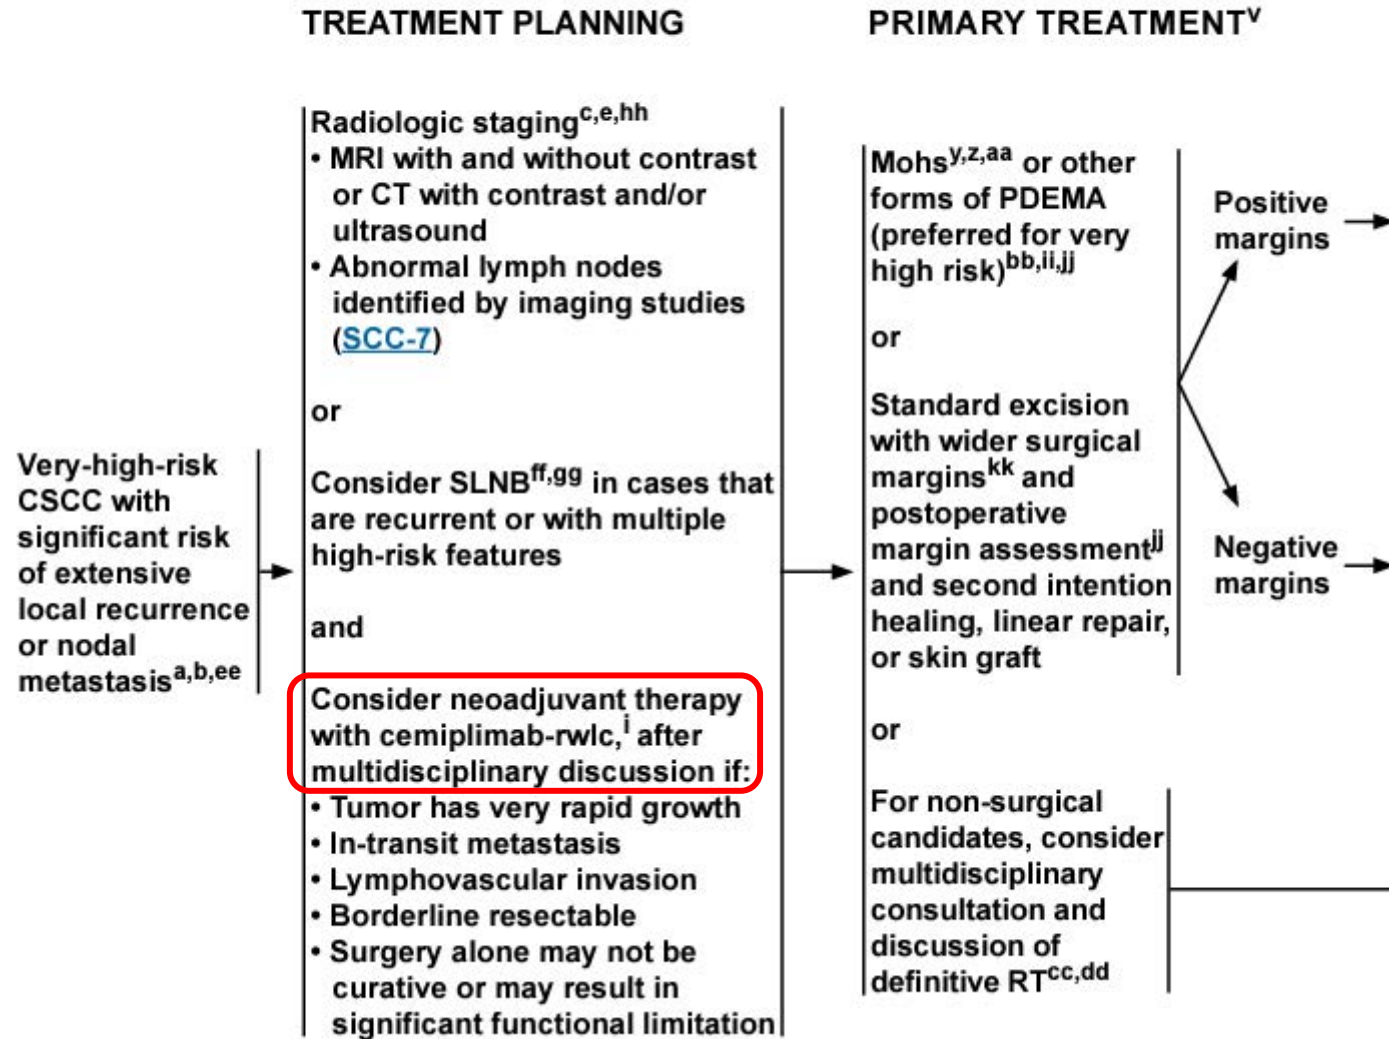 TREATMENT PLANNING
PRIMARY TREATMENTv
Very-high-risk
CSCC with
significant risk
of extensive
local recurrence
or nodal
metastasisa,b,ee
Radiologic stagingc,e,hh
• MRI with and without contrast
or CT with contrast and/or
ultrasound
• Abnormal lymph nodes
identified by imaging studies
(SCC-7)
or
Consider SLNBff,gg in cases that
are recurrent or with multiple
high-risk features
and
Consider neoadjuvant therapy
with cemiplimab-rwlc,i after
multidisciplinary discussion if:
• Tumor has very rapid growth
• In-transit metastasis
• Lymphovascular invasion
• Borderline resectable
• Surgery alone may not be
curative or may result in
significant functional limitation
Mohsy,z,aa or other
forms of PDEMA
(preferred for very
high risk)bb,ii,jj
or
Standard excision
with wider surgical
marginskk and
postoperative
margin assessmentjj
and second intention
healing, linear repair,
or skin graft
or
For non-surgical
candidates, consider
multidisciplinary
consultation and
discussion of
definitive RTcc,dd
Positive
margins
Negative
margins